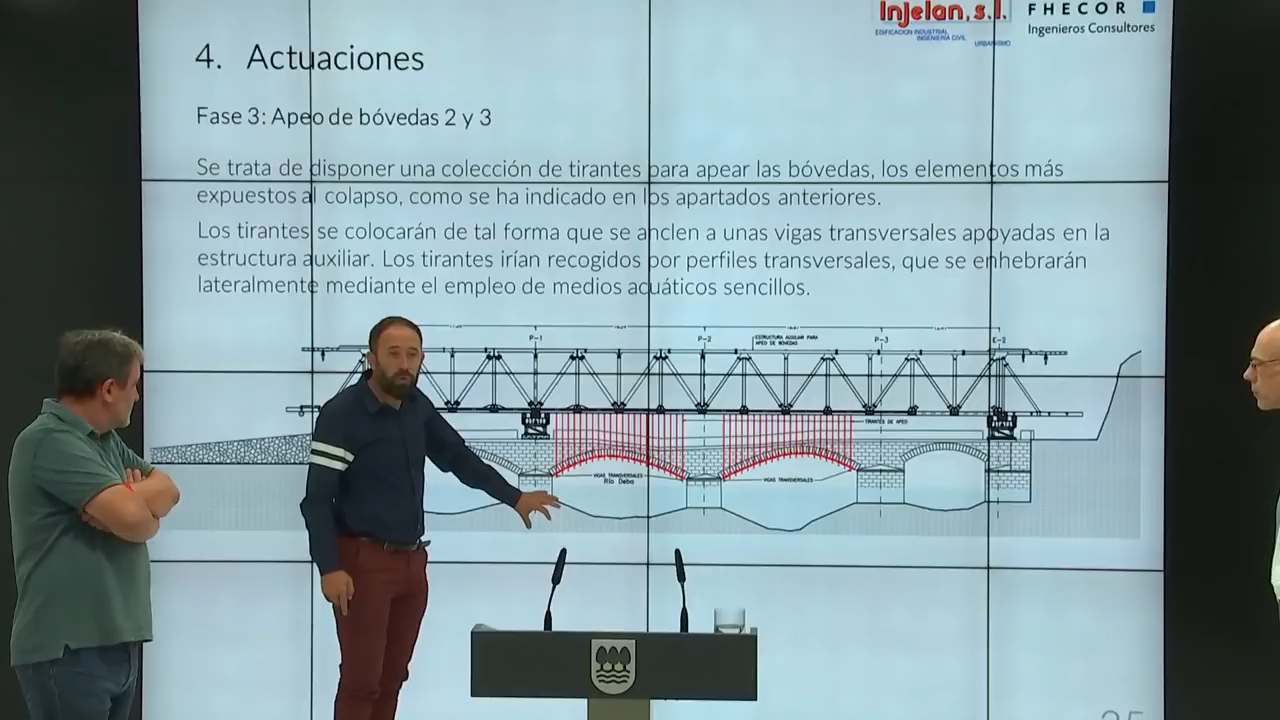 Injelan, s.l.
EDIFICACION INDUSTRIAL
INGENIERÍA CIVIL
URBANISMO
FHECOR
Ingenieros Consultores
4. Actuaciones
Fase 3: Apeo de bóvedas 2 y 3
Se trata de disponer una colección de tirantes para apear las bóvedas, los elementos más
expuestos al colapso, como se ha indicado en los apartados anteriores.
Los tirantes se colocarán de tal forma que se anclen a unas vigas transversales apoyadas en la
estructura auxiliar. Los tirantes irían recogidos por perfiles transversales, que se enhebrarán
lateralmente mediante el empleo de medios acuáticos sencillos.
P-1
P-2
ESTRUCTURA AUXILIAR PARA
APEO DE BÓVEDAS
P-3
E-2
TIRANTES DE APEO
VIGAS TRANSVERSALES
Río Deba
VIGAS TRANSVERSALES